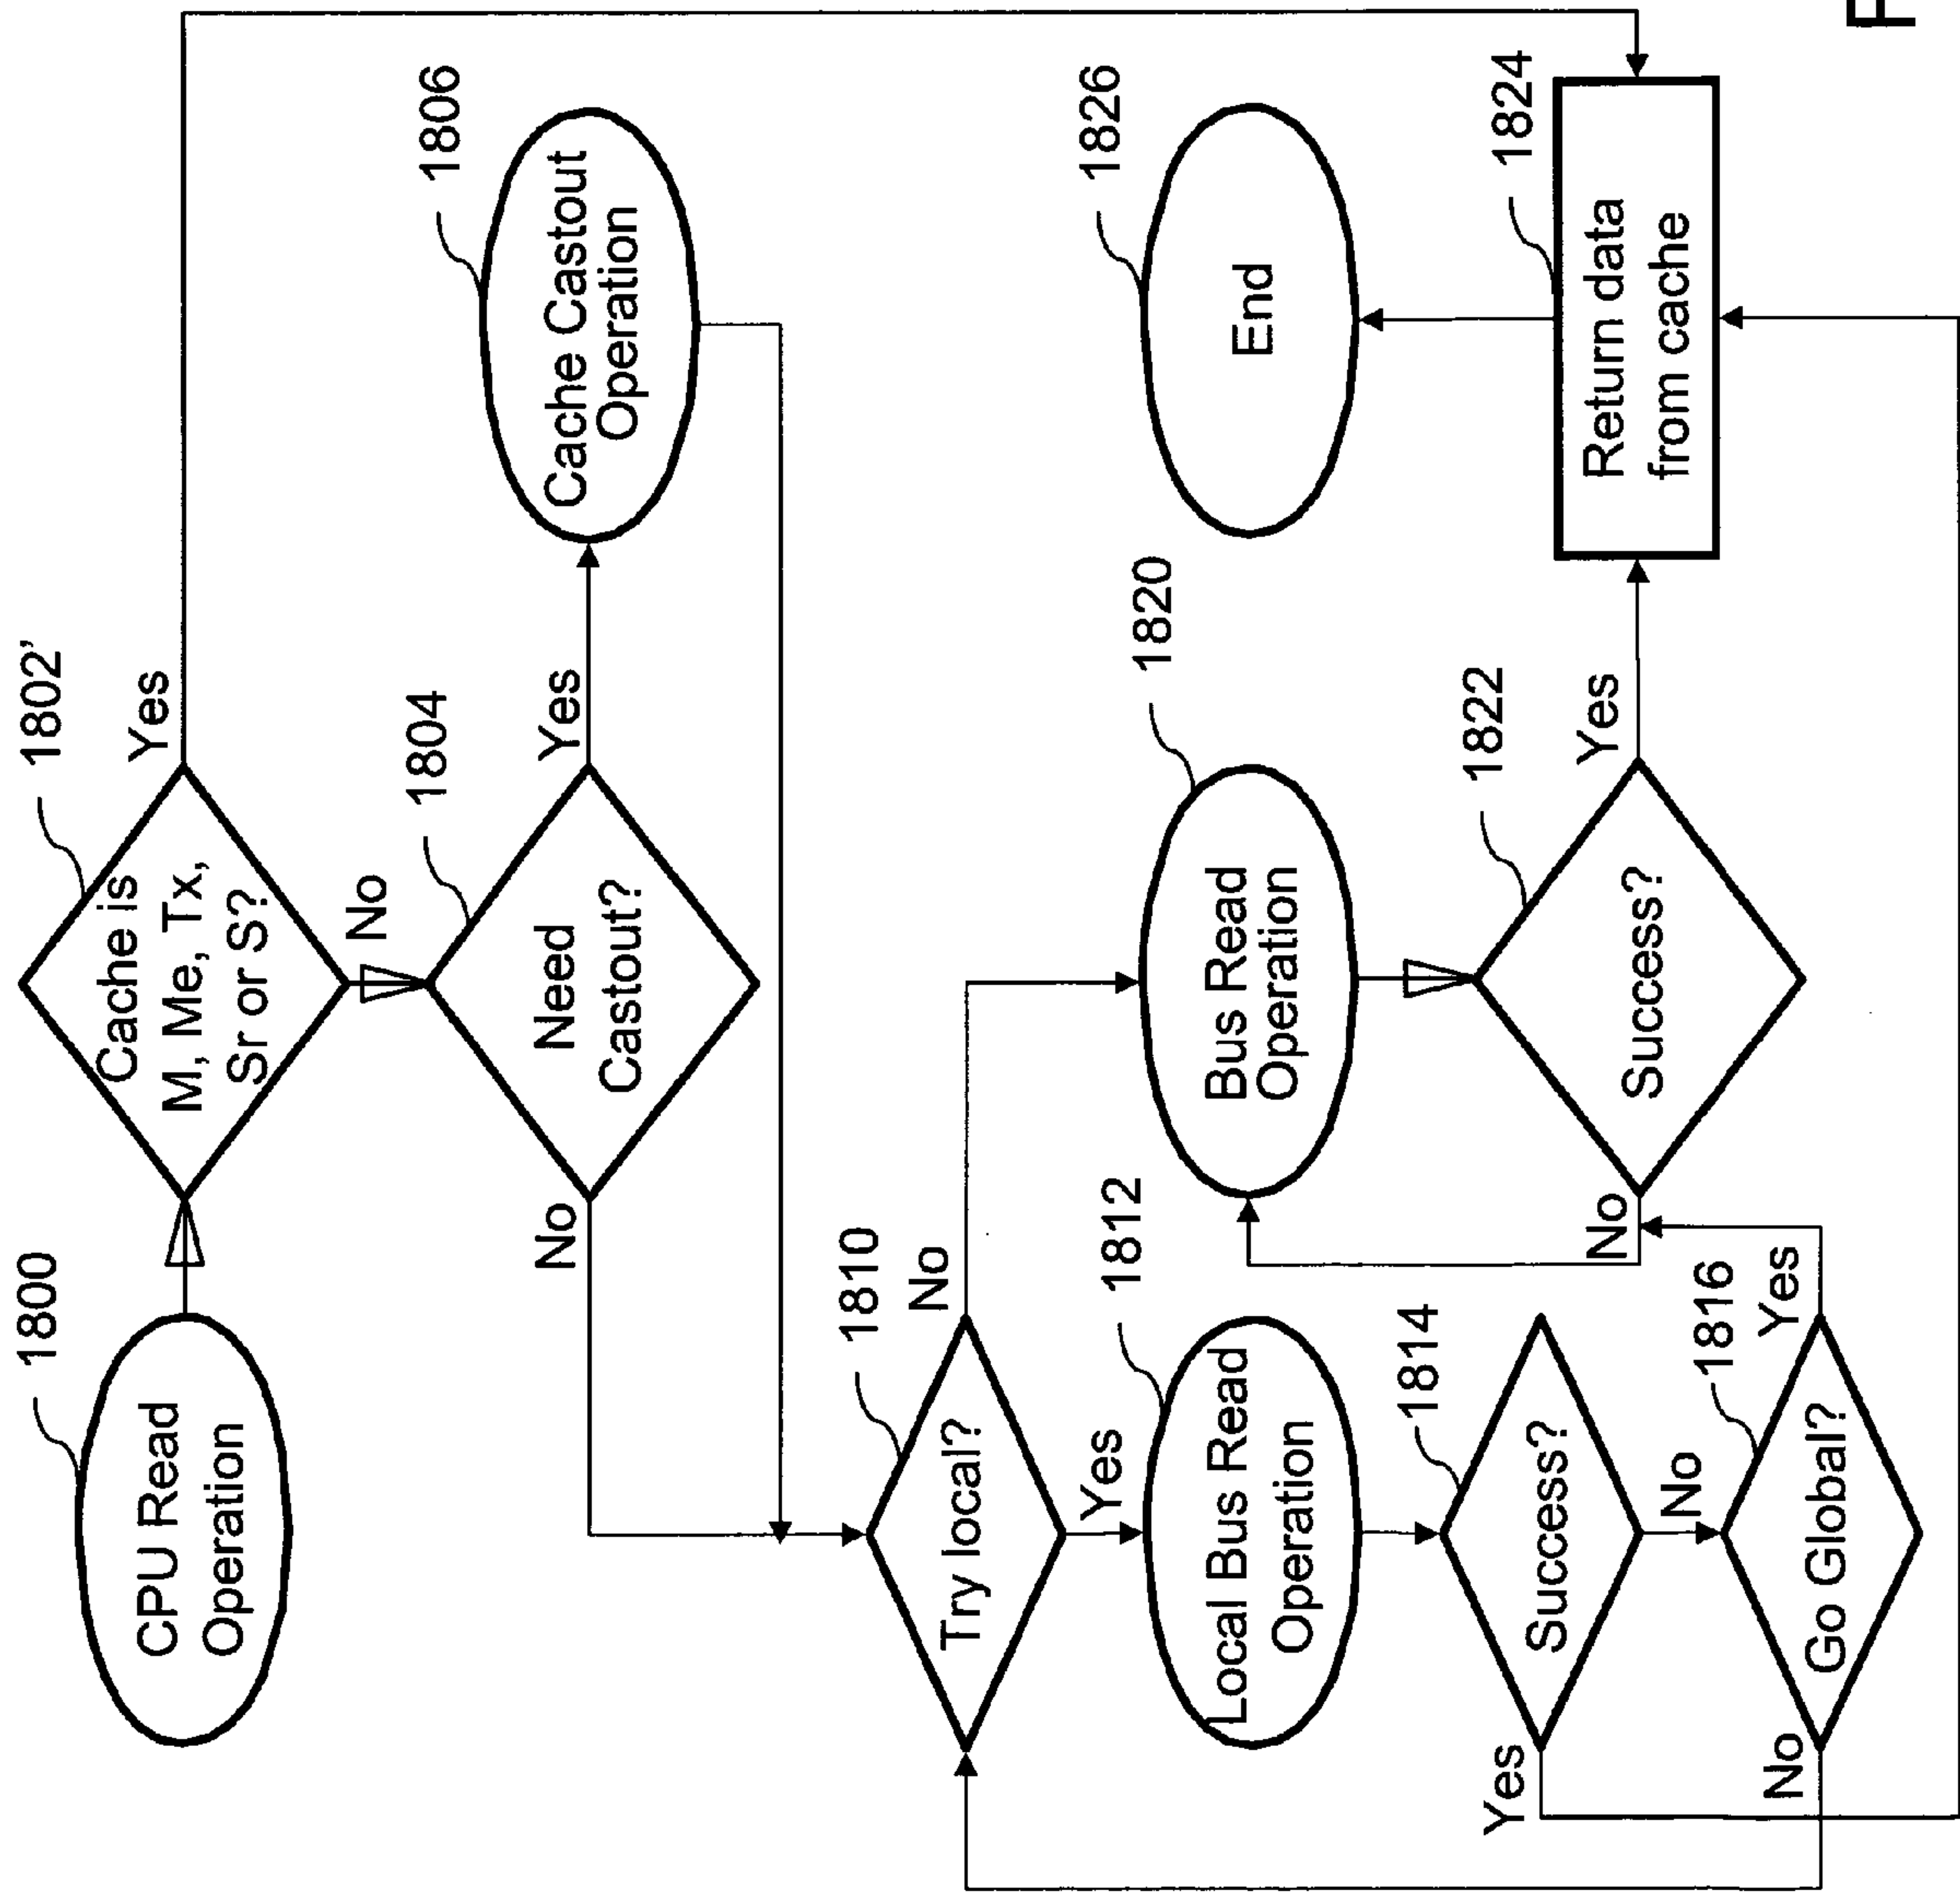 1800
CPU Read
Operation
1802'
Cache is
M, Me, Tx,
Sr or S?
Yes
No
1804
Need
Castout?
Yes
No
1806
Cache Castout
Operation
1810
Try local?
No
Yes
1812
Local Bus Read
Operation
1814
Success?
Yes
No
1816
Go Global?
Yes
No
1820
Bus Read
Operation
1822
Success?
No
Yes
1824
Return data
from cache
1826
End